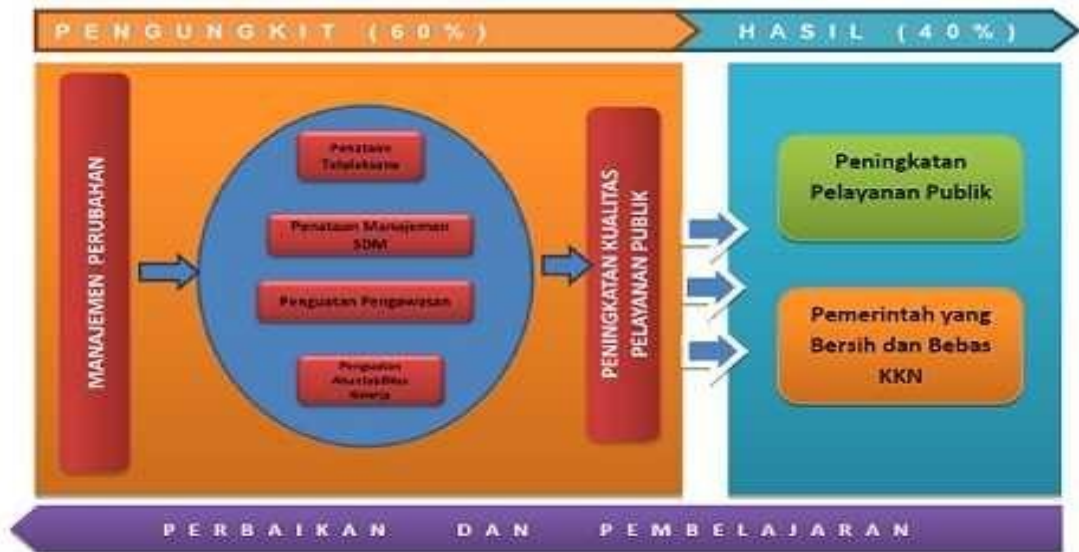 PENGUNGKIT (60%)
HASIL (40%)
MANAJEMEN PERUBAHAN
Penataan
Tatalaksana
Penataan Manajemen
SDM
Penguatan Pengawasan
Penguatan
Akuntabilitas
Kinerja
PENINGKATAN KUALITAS
PELAYANAN PUBLIK
Peningkatan
Pelayanan Publik
Pemerintah yang
Bersih dan Bebas
KKN
PERBAIKAN DAN PEMBELAJARAN